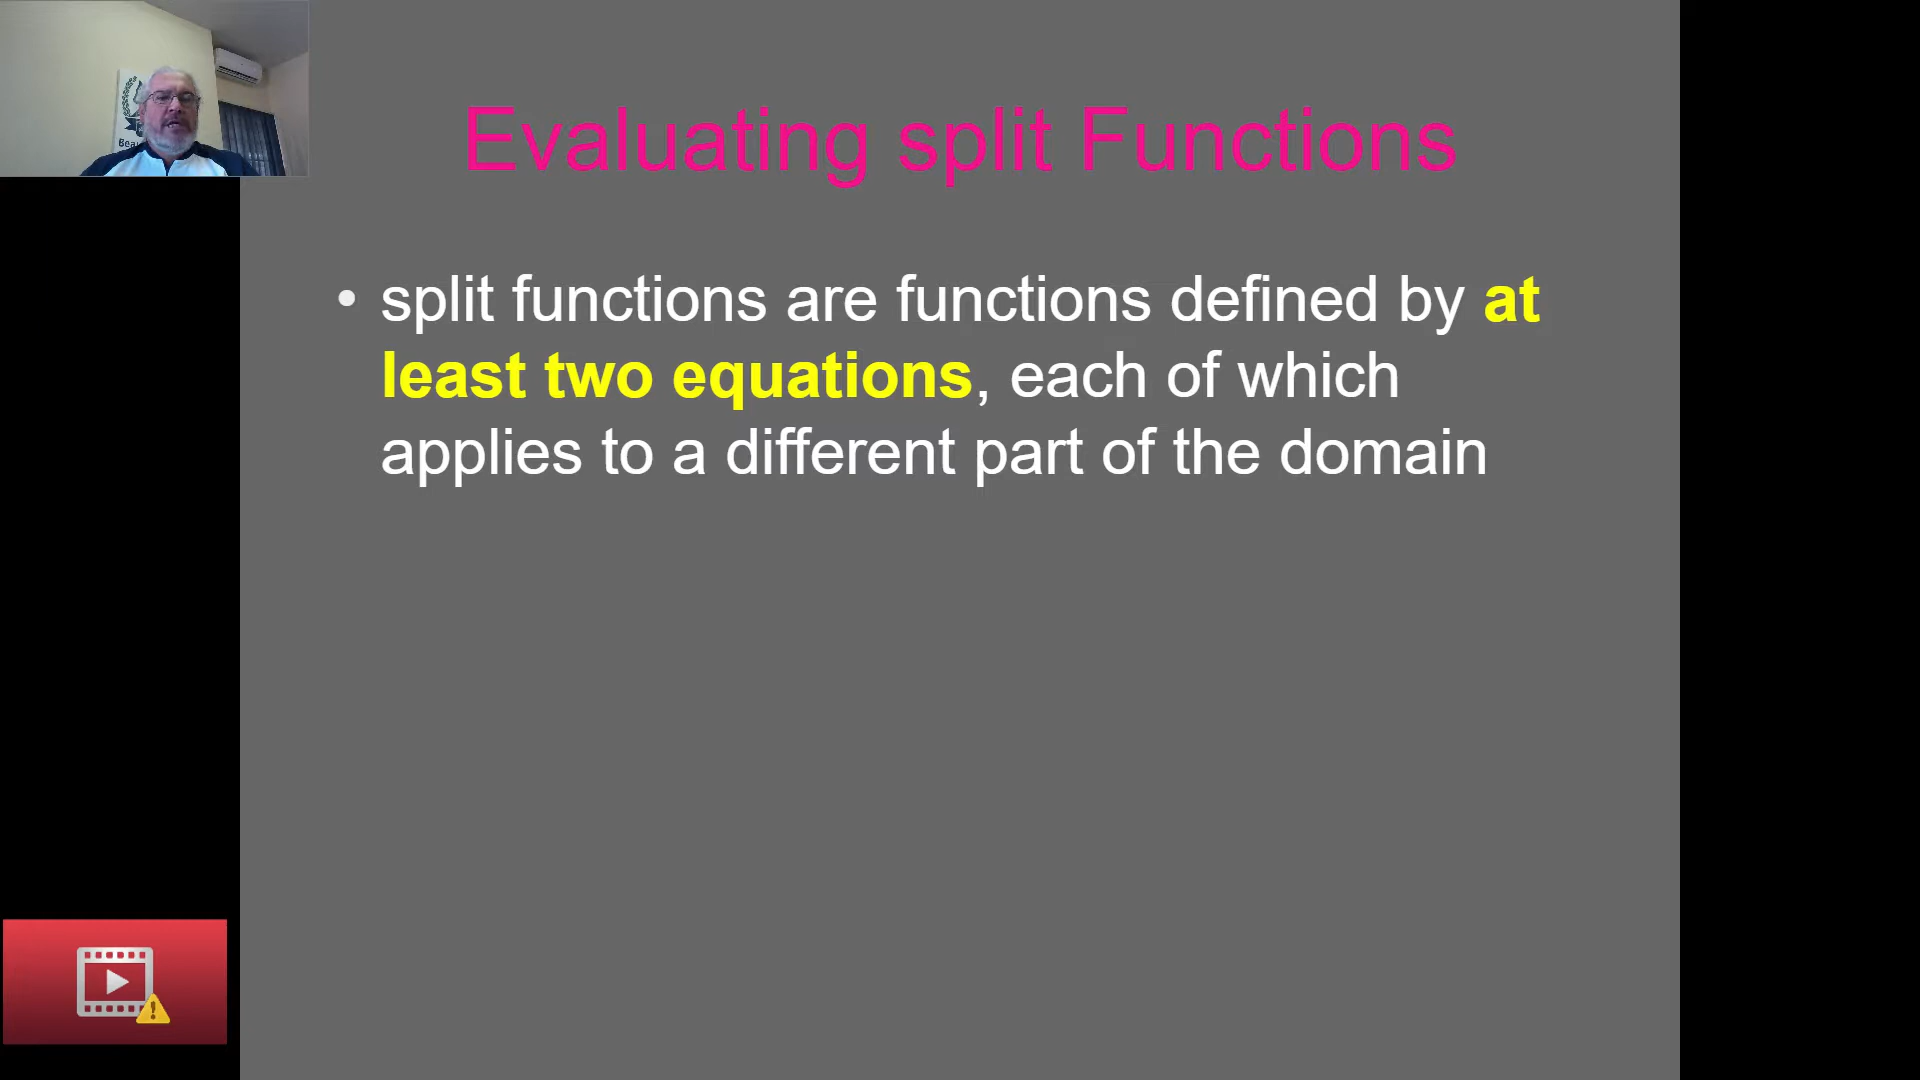 Evaluating split Functions
• split functions are functions defined by at
least two equations, each of which
applies to a different part of the domain